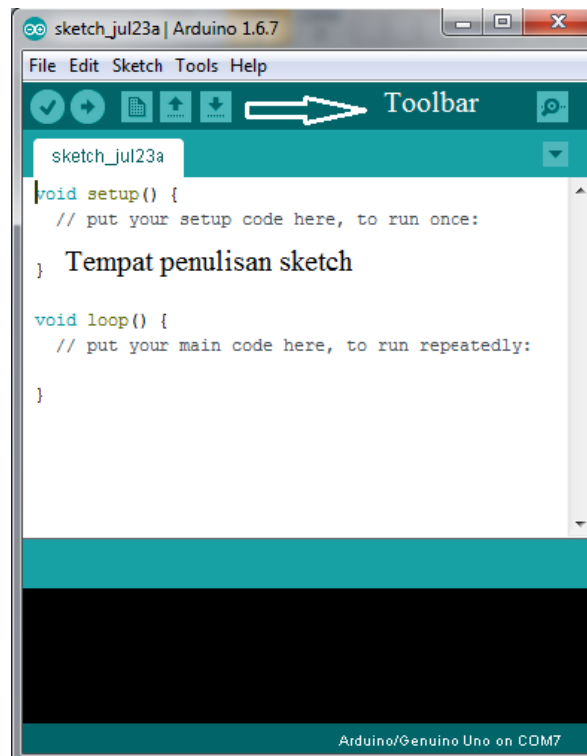 sketch_jul23a | Arduino 1.6.7
File Edit Sketch Tools Help
Toolbar
sketch_jul23a
void setup() {
// put your setup code here, to run once:
Tempat penulisan sketch
}
void loop() {
// put your main code here, to run repeatedly:
}
Arduino/Genuino Uno on COM7